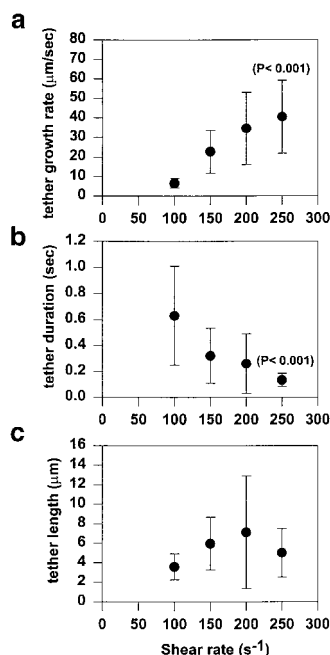 a
tether growth rate (μm/sec)
80
70
60
50
40
30
20
10
0
(P< 0.001)
0 50 100 150 200 250 300
b
tether duration (sec)
1.2
1.0
0.8
0.6
0.4
0.2
0.0
(P< 0.001)
0 50 100 150 200 250 300
c
tether length (μm)
16
14
12
10
8
6
4
2
0
0 50 100 150 200 250 300
Shear rate (s-1)